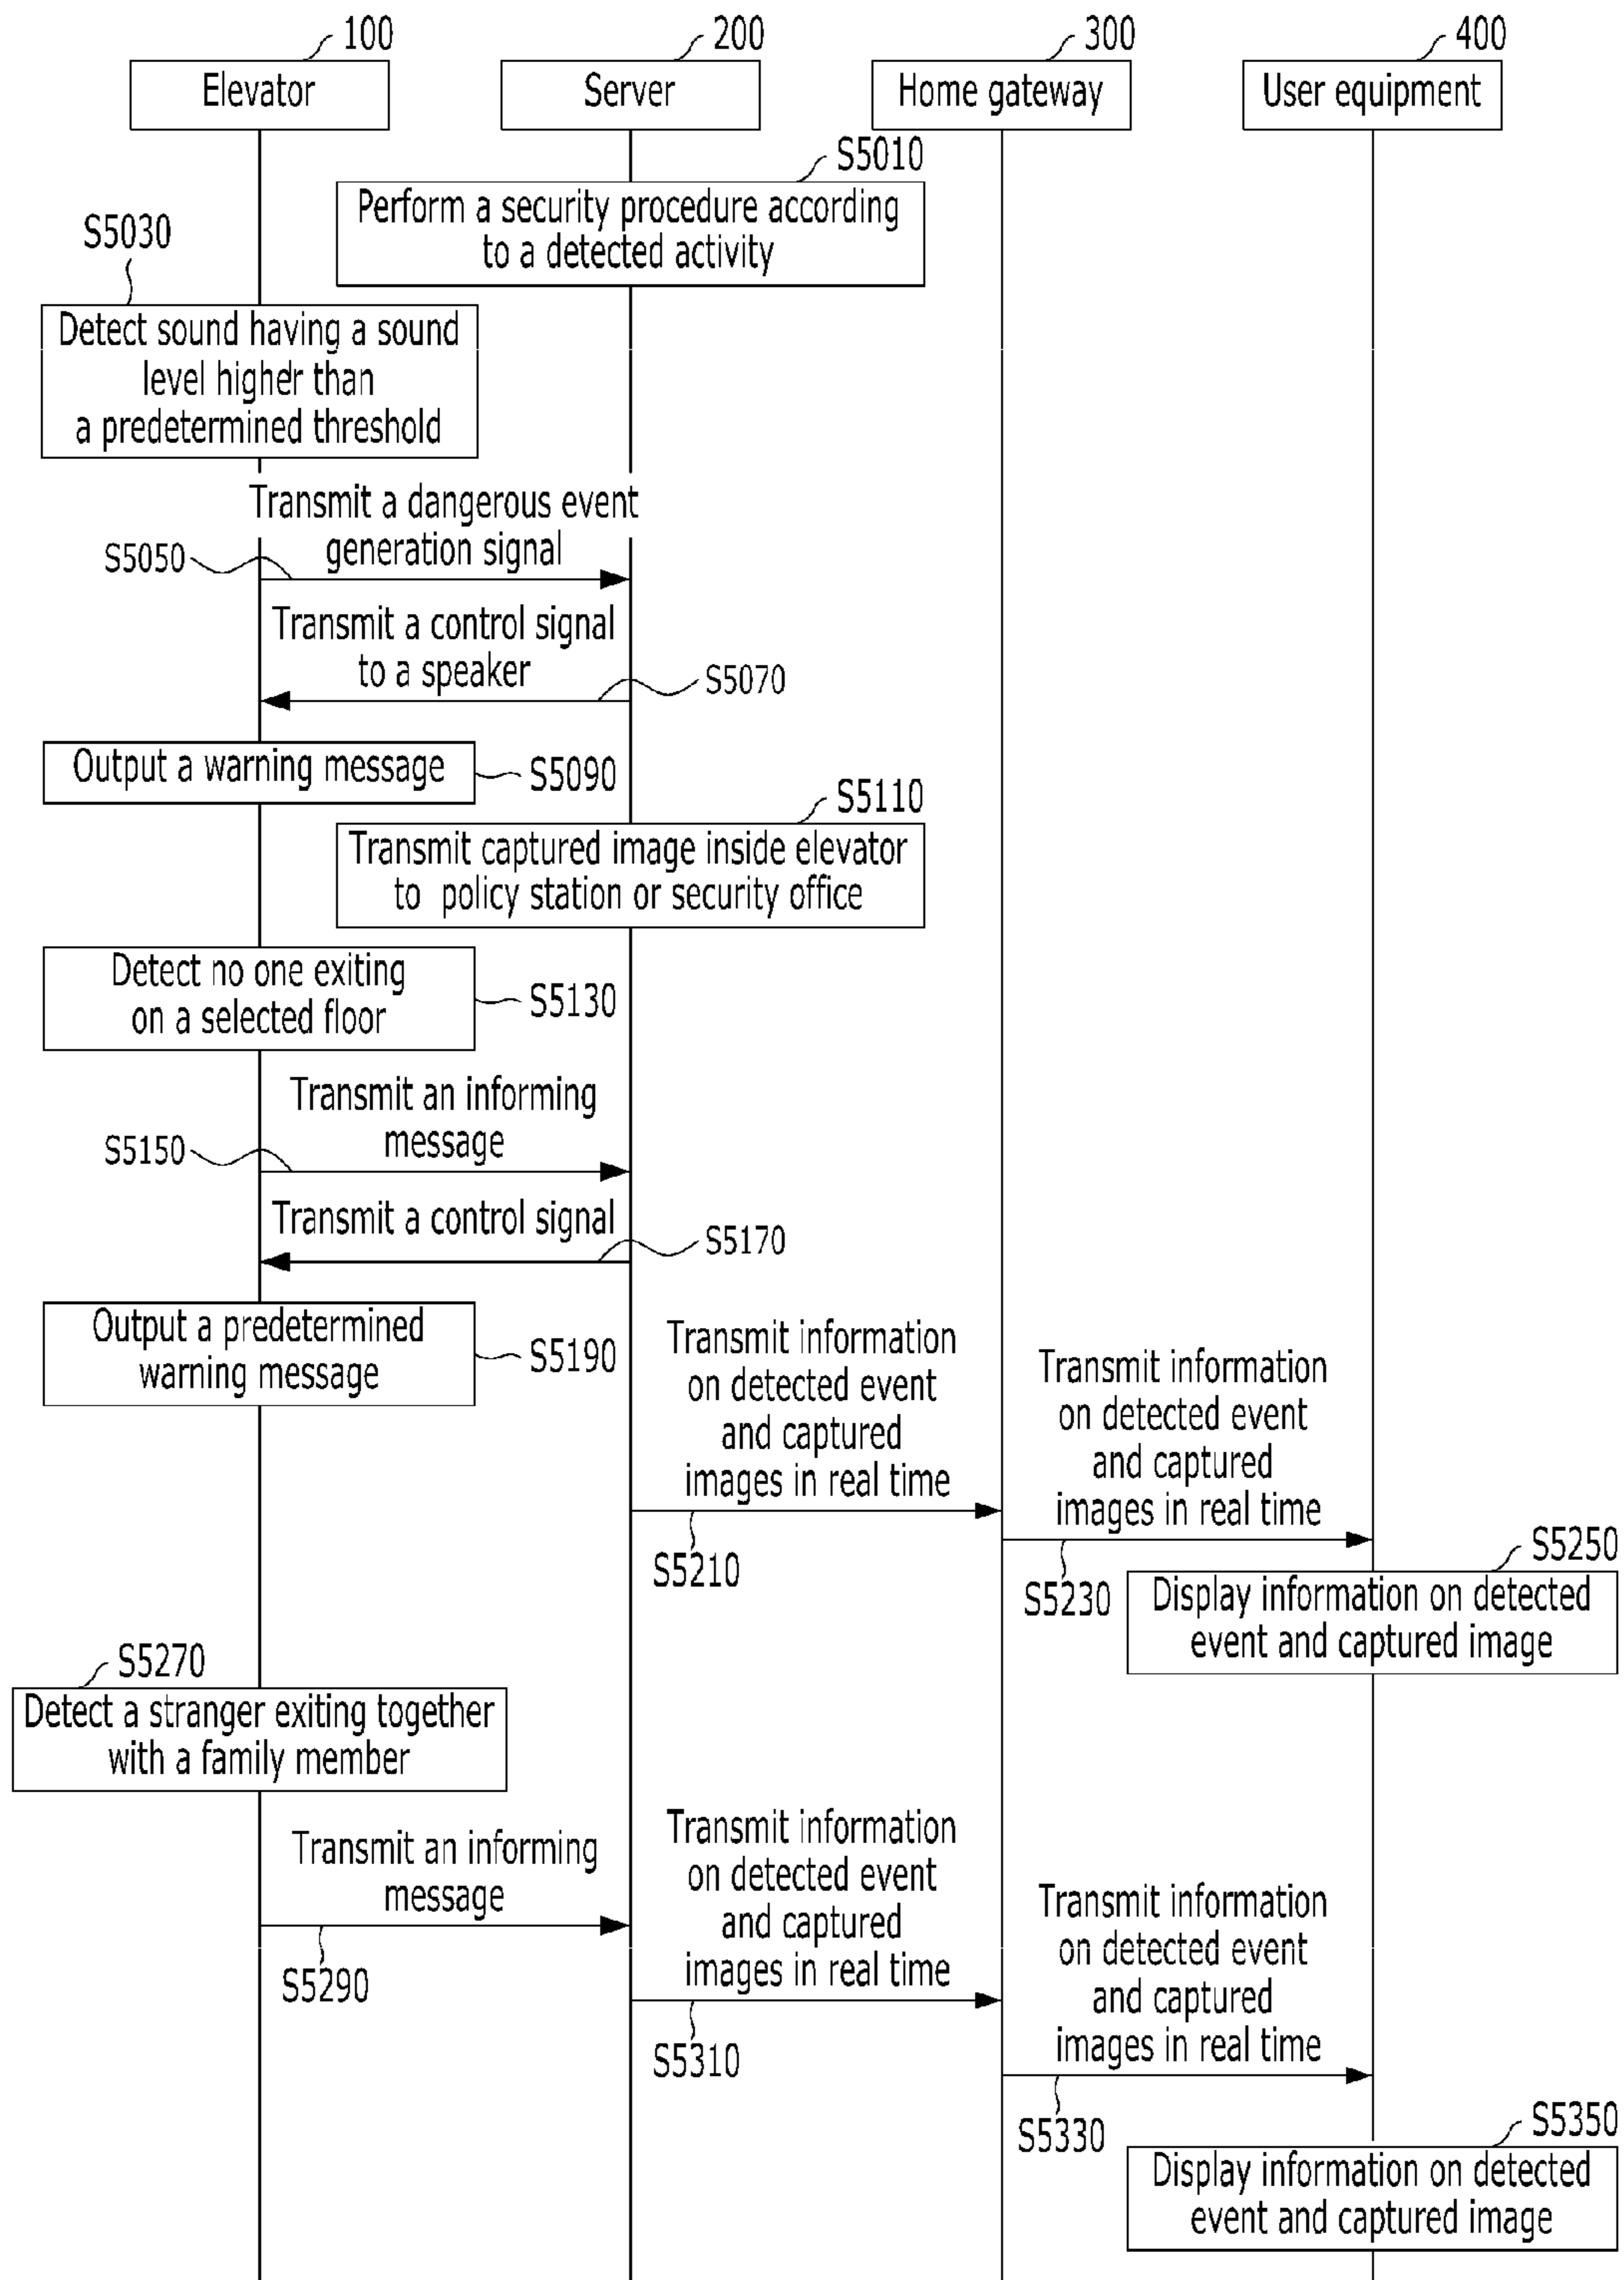 100
200
300
400
Elevator
Server
Home gateway
User equipment
S5010
Perform a security procedure according
to a detected activity
S5030
Detect sound having a sound
level higher than
a predetermined threshold
Transmit a dangerous event
generation signal
S5050
Transmit a control signal
to a speaker
S5070
Output a warning message
S5090
S5110
Transmit captured image inside elevator
to policy station or security office
Detect no one exiting
on a selected floor
S5130
Transmit an informing
message
S5150
Transmit a control signal
S5170
Output a predetermined
warning message
S5190
Transmit information
on detected event
and captured
images in real time
S5210
Transmit information
on detected event
and captured
images in real time
S5230
S5250
Display information on detected
event and captured image
S5270
Detect a stranger exiting together
with a family member
Transmit an informing
message
S5290
Transmit information
on detected event
and captured
images in real time
S5310
Transmit information
on detected event
and captured
images in real time
S5330
S5350
Display information on detected
event and captured image